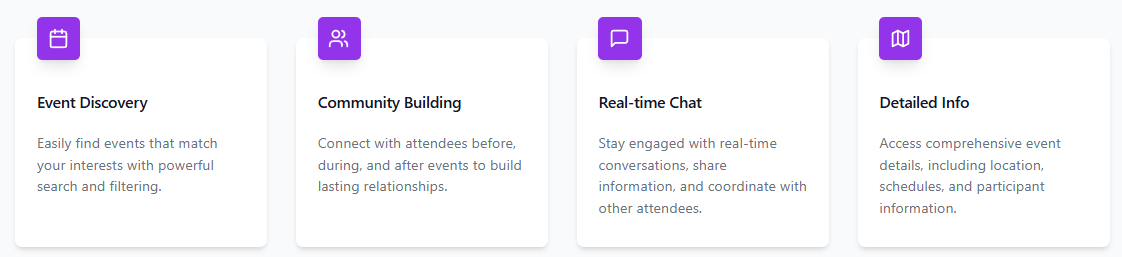 Event Discovery
Easily find events that match
your interests with powerful
search and filtering.
Community Building
Connect with attendees before,
during, and after events to build
lasting relationships.
Real-time Chat
Stay engaged with real-time
conversations, share
information, and coordinate with
other attendees.
Detailed Info
Access comprehensive event
details, including location,
schedules, and participant
information.